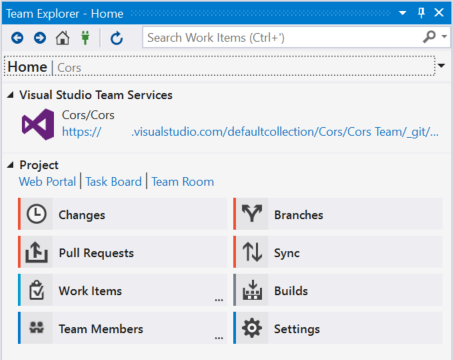 Team Explorer - Home
Search Work Items (Ctrl+')
Home | Cors
Visual Studio Team Services
Cors/Cors
https:// .visualstudio.com/defaultcollection/Cors/Cors Team/_git/...
Project
Web Portal | Task Board | Team Room
Changes Branches
Pull Requests Sync
Work Items ... Builds
Team Members ... Settings